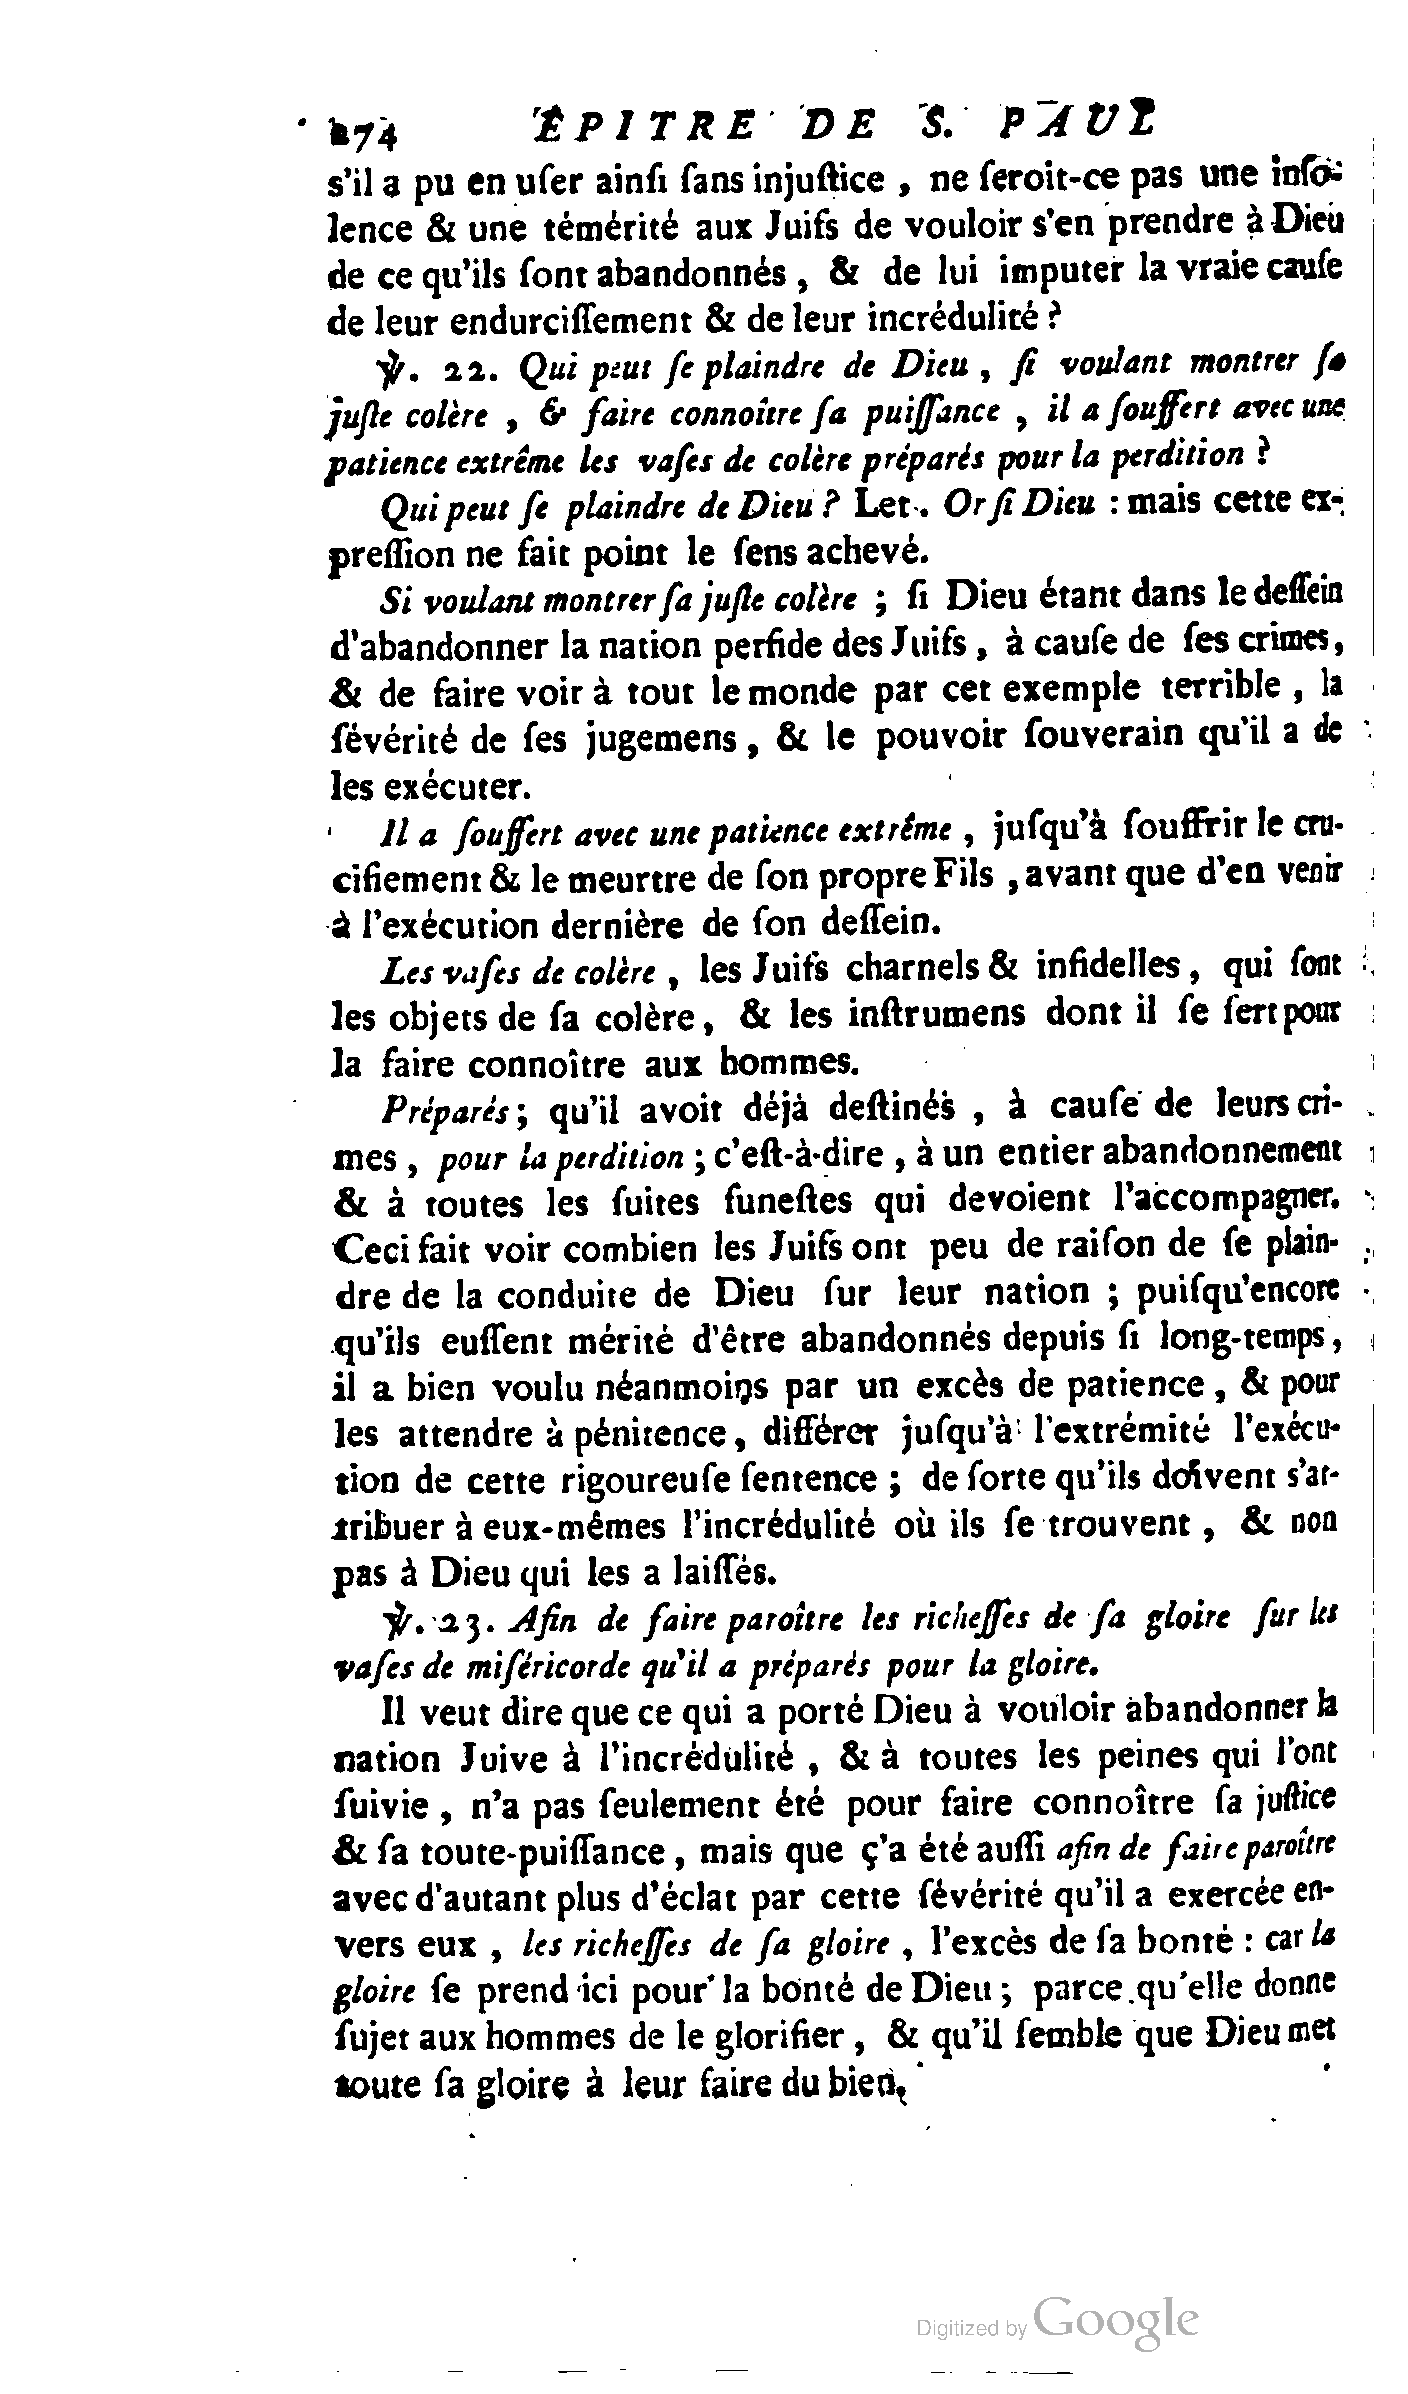 274 ÉPITRE DE S. PAUL
s'il a pu en uſer ainſi ſans injuſtice , ne ſeroit-ce pas une inſo-
lence & une témérité aux Juifs de vouloir s'en prendre à Dieu
de ce qu'ils ſont abandonnés , & de lui imputer la vraie cauſe
de leur endurciſſement & de leur incrédulité ?
℣. 22. Qui peut ſe plaindre de Dieu , ſi voulant montrer ſa
juſte colère , & faire connoître ſa puiſſance , il a ſouffert avec une
patience extrême les vaſes de colère préparés pour la perdition ?
Qui peut ſe plaindre de Dieu ? Let. Or ſi Dieu : mais cette ex-
preſſion ne fait point le ſens achevé.
Si voulant montrer ſa juſte colère ; ſi Dieu étant dans le deſſein
d'abandonner la nation perfide des Juifs , à cauſe de ſes crimes,
& de faire voir à tout le monde par cet exemple terrible , la
ſévérité de ſes jugemens , & le pouvoir ſouverain qu'il a de
les exécuter.
Il a ſouffert avec une patience extrême , juſqu'à ſouffrir le cru-
cifiement & le meurtre de ſon propre Fils , avant que d'en venir
à l'exécution dernière de ſon deſſein.
Les vaſes de colère , les Juifs charnels & infidelles , qui ſont
les objets de ſa colère , & les inſtrumens dont il ſe ſert pour
la faire connoître aux hommes.
Préparés ; qu'il avoit déjà deſtinés , à cauſe de leurs cri-
mes , pour la perdition ; c'eſt-à-dire , à un entier abandonnement
& à toutes les ſuites funeſtes qui devoient l'accompagner.
Ceci fait voir combien les Juifs ont peu de raiſon de ſe plain-
dre de la conduite de Dieu ſur leur nation ; puiſqu'encore
qu'ils euſſent mérité d'être abandonnés depuis ſi long-temps ,
il a bien voulu néanmoins par un excès de patience , & pour
les attendre à pénitence , différer juſqu'à l'extrémité l'exécu-
tion de cette rigoureuſe ſentence ; de ſorte qu'ils doivent s'at-
tribuer à eux-mêmes l'incrédulité où ils ſe trouvent , & non
pas à Dieu qui les a laiſſés.
℣. 23. Afin de faire paroître les richeſſes de ſa gloire ſur les
vaſes de miſéricorde qu'il a préparés pour la gloire.
Il veut dire que ce qui a porté Dieu à vouloir abandonner la
nation Juive à l'incrédulité , & à toutes les peines qui l'ont
ſuivie , n'a pas ſeulement été pour faire connoître ſa juſtice
& ſa toute-puiſſance , mais que ç'a été auſſi afin de faire paroître
avec d'autant plus d'éclat par cette ſévérité qu'il a exercée en-
vers eux , les richeſſes de ſa gloire , l'excès de ſa bonté : car la
gloire ſe prend ici pour la bonté de Dieu ; parce qu'elle donne
ſujet aux hommes de le glorifier , & qu'il ſemble que Dieu met
toute ſa gloire à leur faire du bien.
Digitized by Google